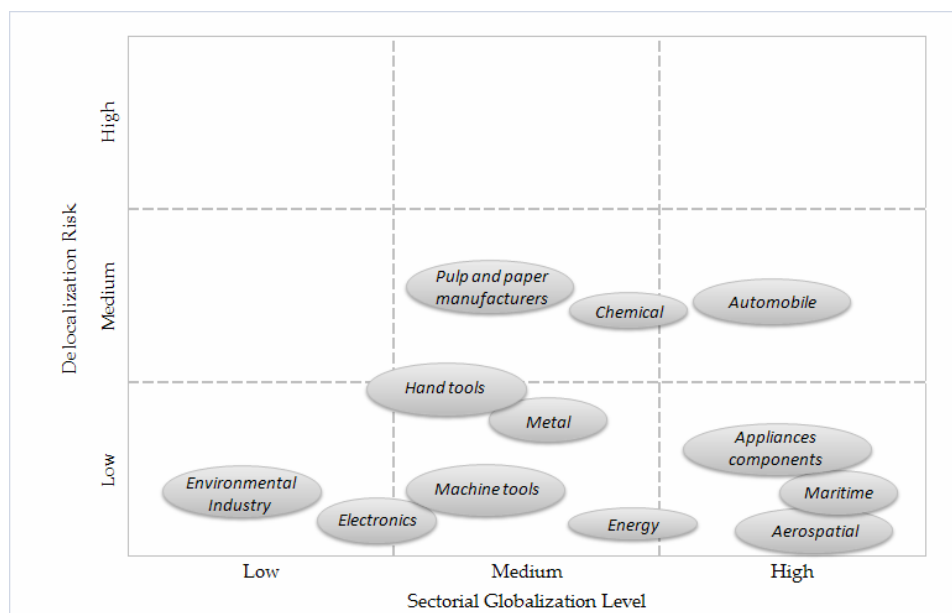 Delocalization Risk
High
Medium
Low
Pulp and paper
manufacturers
Chemical
Automobile
Hand tools
Metal
Appliances
components
Environmental
Industry
Machine tools
Maritime
Electronics
Energy
Aerospatial
Low
Medium
High
Sectorial Globalization Level